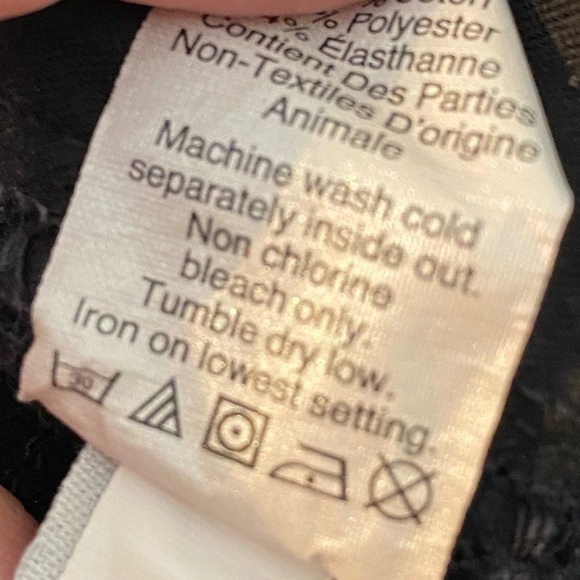 % Polyester
4% Élasthanne
Contient Des Parties
Non-Textiles D'origine
Animale
Machine wash cold
separately inside out.
Non chlorine
bleach only.
Tumble dry low.
Iron on lowest setting.
30